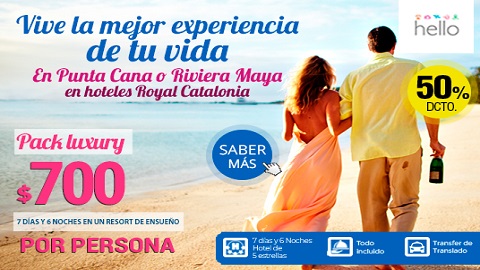 Vive la mejor experiencia
de tu vida
En Punta Cana o Riviera Maya
en hoteles Royal Catalonia
hello
50%
DCTO.
Pack luxury
$700
7 DÍAS Y 6 NOCHES EN UN RESORT DE ENSUEÑO
POR PERSONA
SABER
MÁS
7 días y 6 Noches
Hotel de
5 estrellas
Todo
Incluido
Transfer de
Traslado